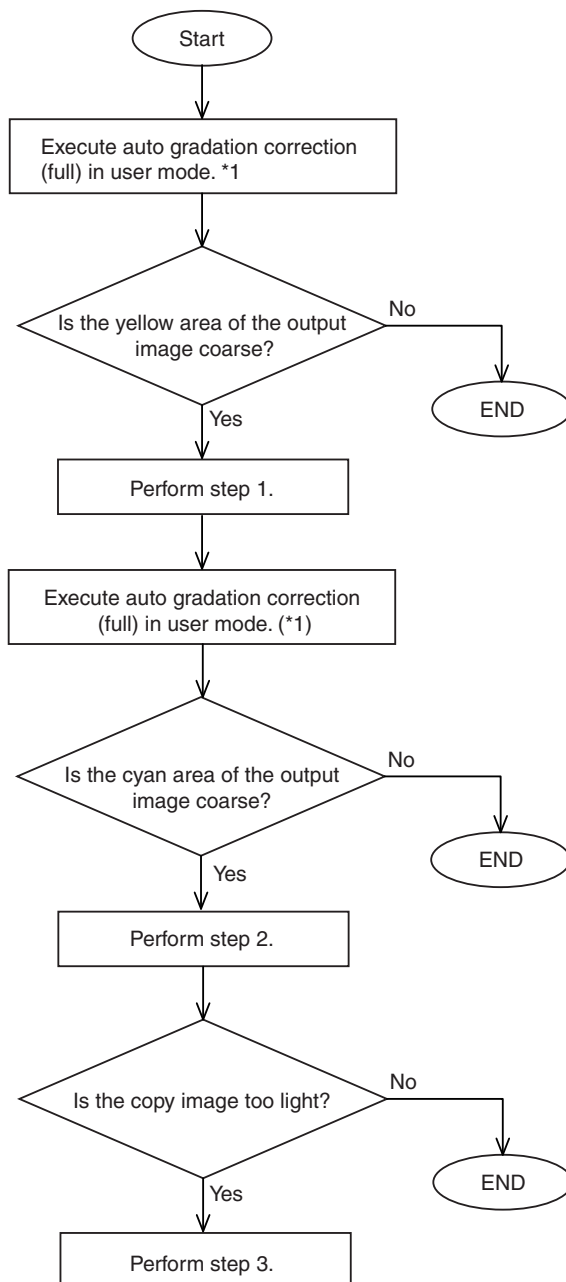 Start
Execute auto gradation correction
(full) in user mode. *1
Is the yellow area of the output
image coarse?
No
END
Yes
Perform step 1.
Execute auto gradation correction
(full) in user mode. (*1)
Is the cyan area of the output
image coarse?
No
END
Yes
Perform step 2.
Is the copy image too light?
No
END
Yes
Perform step 3.